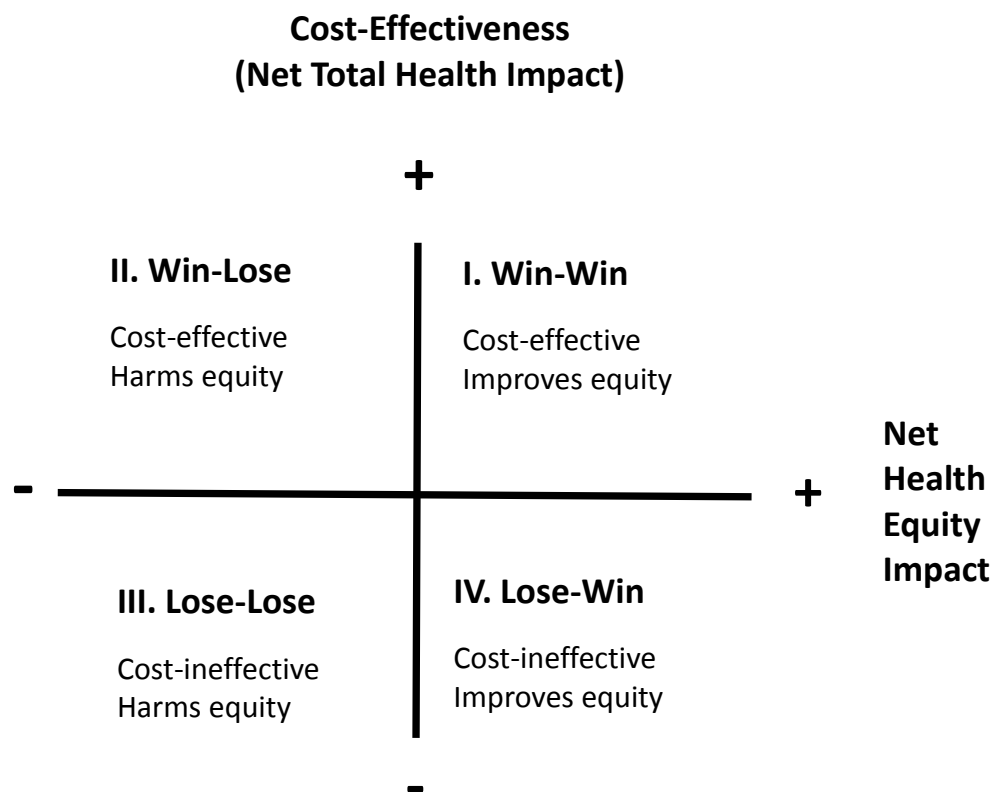 Cost-Effectiveness
(Net Total Health Impact)
+
II. Win-Lose
Cost-effective
Harms equity
I. Win-Win
Cost-effective
Improves equity
-
+
Net
Health
Equity
Impact
III. Lose-Lose
Cost-ineffective
Harms equity
IV. Lose-Win
Cost-ineffective
Improves equity
-